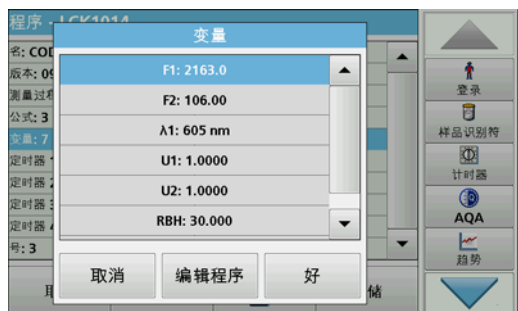 程序 - LCK1014
变量
名: COD
版本: 09
测量过程
公式: 3
变量: 7
定时器
定时器
定时器
定时器
号: 3
F1: 2163.0
F2: 106.00
λ1: 605 nm
U1: 1.0000
U2: 1.0000
RBH: 30.000
取消
编辑程序
好
储
登录
样品识别符
计时器
AQA
趋势